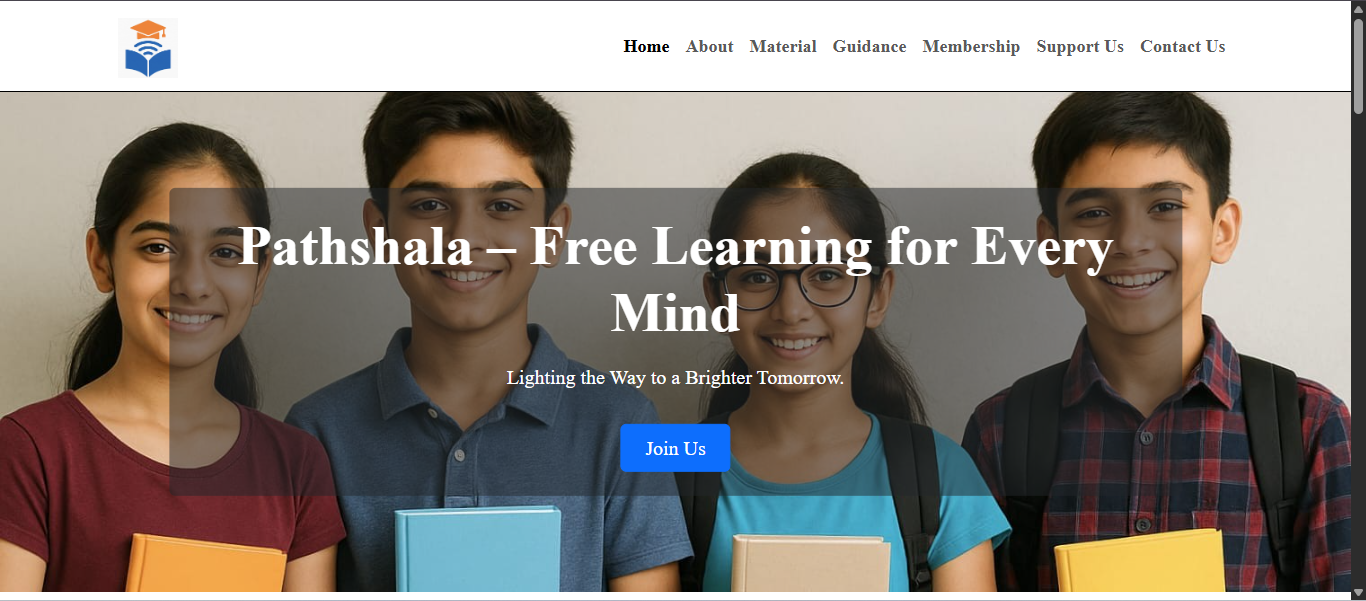 Home About Material Guidance Membership Support Us Contact Us
Pathshala – Free Learning for Every
Mind
Lighting the Way to a Brighter Tomorrow.
Join Us